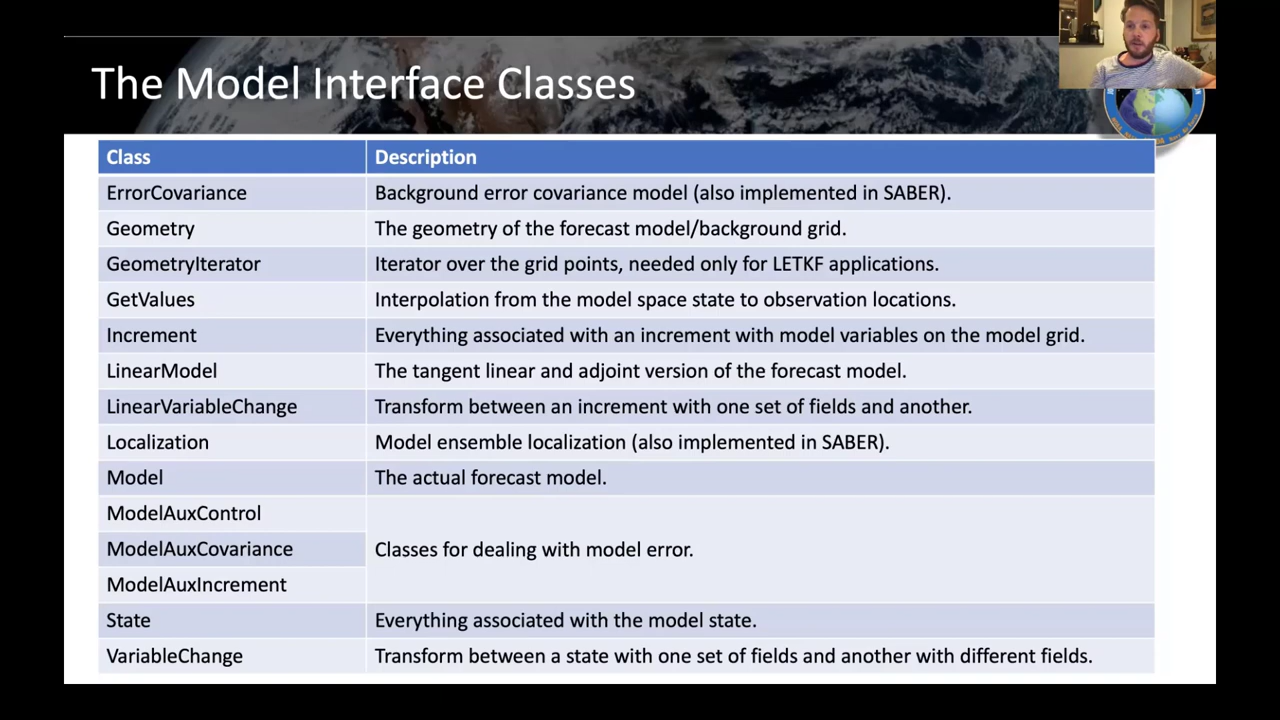 The Model Interface Classes
Class Description
ErrorCovariance Background error covariance model (also implemented in SABER).
Geometry The geometry of the forecast model/background grid.
GeometryIterator Iterator over the grid points, needed only for LETKF applications.
GetValues Interpolation from the model space state to observation locations.
Increment Everything associated with an increment with model variables on the model grid.
LinearModel The tangent linear and adjoint version of the forecast model.
LinearVariableChange Transform between an increment with one set of fields and another.
Localization Model ensemble localization (also implemented in SABER).
Model The actual forecast model.
ModelAuxControl
ModelAuxCovariance Classes for dealing with model error.
ModelAuxIncrement
State Everything associated with the model state.
VariableChange Transform between a state with one set of fields and another with different fields.